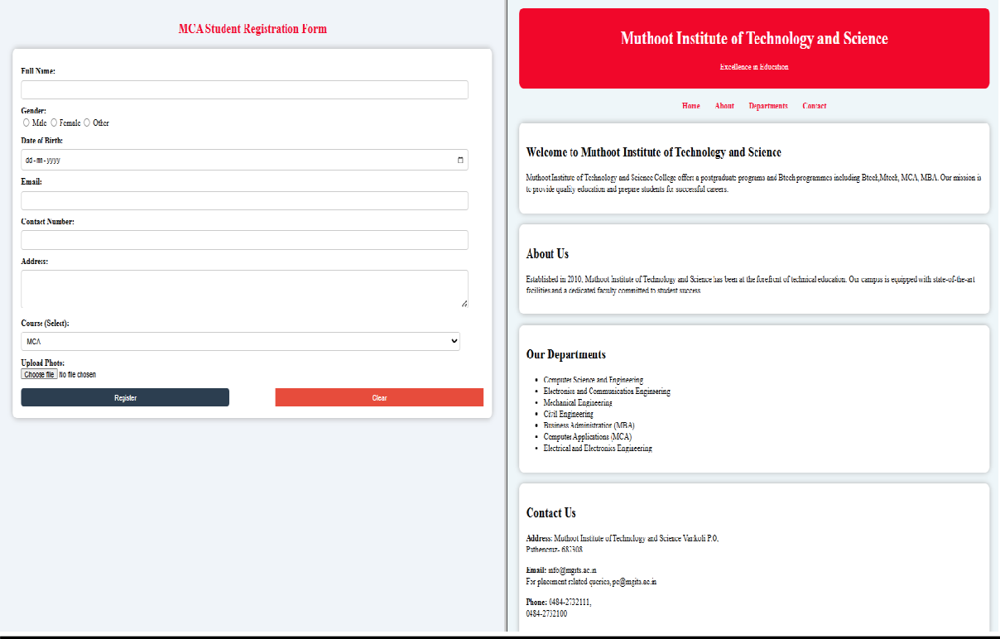 MCA Student Registration Form
Full Name:
Gender:
Male Female Other
Date of Birth:
dd-mm-yyyy
Email:
Contact Number:
Address:
Course (Select):
MCA
Upload Photo:
Choose file No file chosen
Register Clear
Muthoot Institute of Technology and Science
Excellence in Education
Home About Departments Contact
Welcome to Muthoot Institute of Technology and Science
Muthoot Institute of Technology and Science College offers a postgraduate programs and Btech programmes including Btech,Mtech, MCA, MBA. Our mission is
to provide quality education and prepare students for successful careers.
About Us
Established in 2010, Muthoot Institute of Technology and Science has been at the forefront of technical education. Our campus is equipped with state-of-the-art
facilities and a dedicated faculty committed to student success.
Our Departments
Computer Science and Engineering
Electronics and Communication Engineering
Mechanical Engineering
Civil Engineering
Business Administration (MBA)
Computer Applications (MCA)
Electrical and Electronics Engineering
Contact Us
Address: Muthoot Institute of Technology and Science Varikoli P.O,
Puthencruz- 682308
Email: info@mgits.ac.in
For placement related queries, pc@mgits.ac.in
Phone: 0484-2732111,
0484-2732100